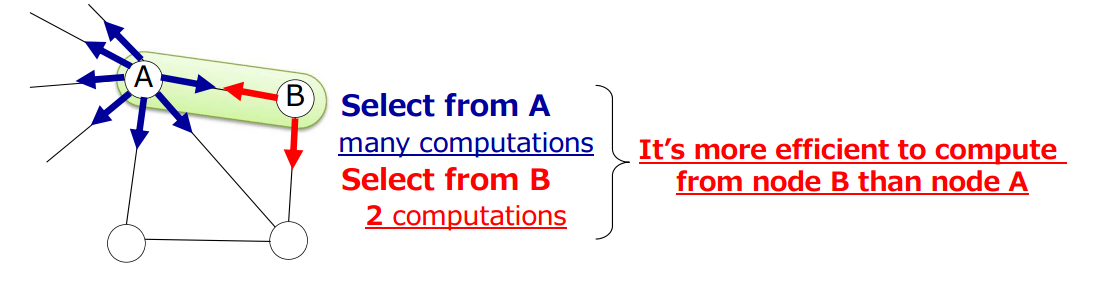 A
B
Select from A
many computations
Select from B
2 computations
It’s more efficient to compute
from node B than node A